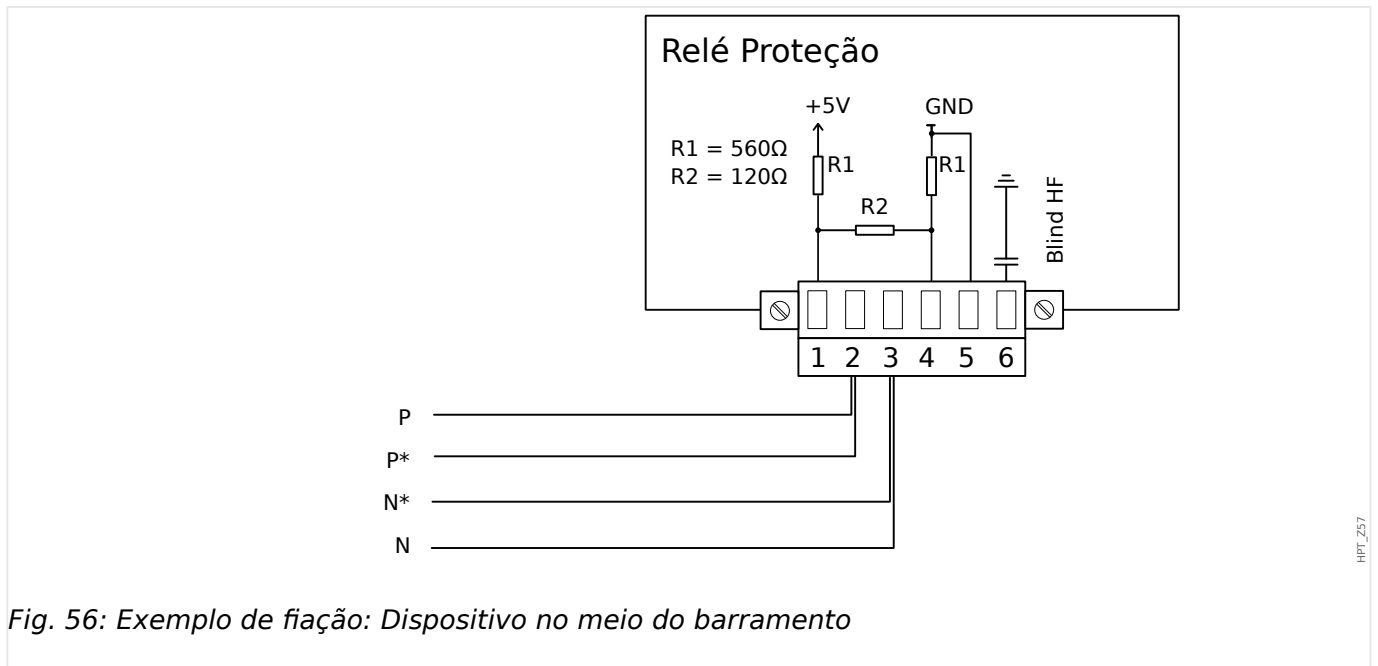 Relé Proteção
+5V
GND
R1 = 560Ω
R2 = 120Ω
R1
R1
R2
Blind HF
1 2 3 4 5 6
P
P*
N*
N
HPT_Z57
Fig. 56: Exemplo de fiação: Dispositivo no meio do barramento